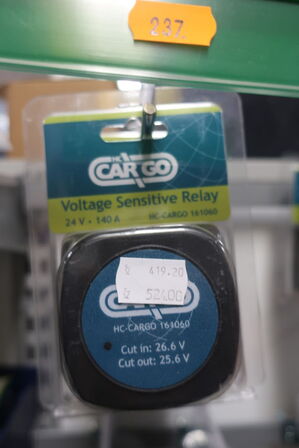 237.
HC
CARGO
Voltage Sensitive Relay
24 V • 140 A HC-CARGO 161060
419.20
524.00
CARGO
HC-CARGO 161060
Cut in: 26.6 V
Cut out: 25.6 V